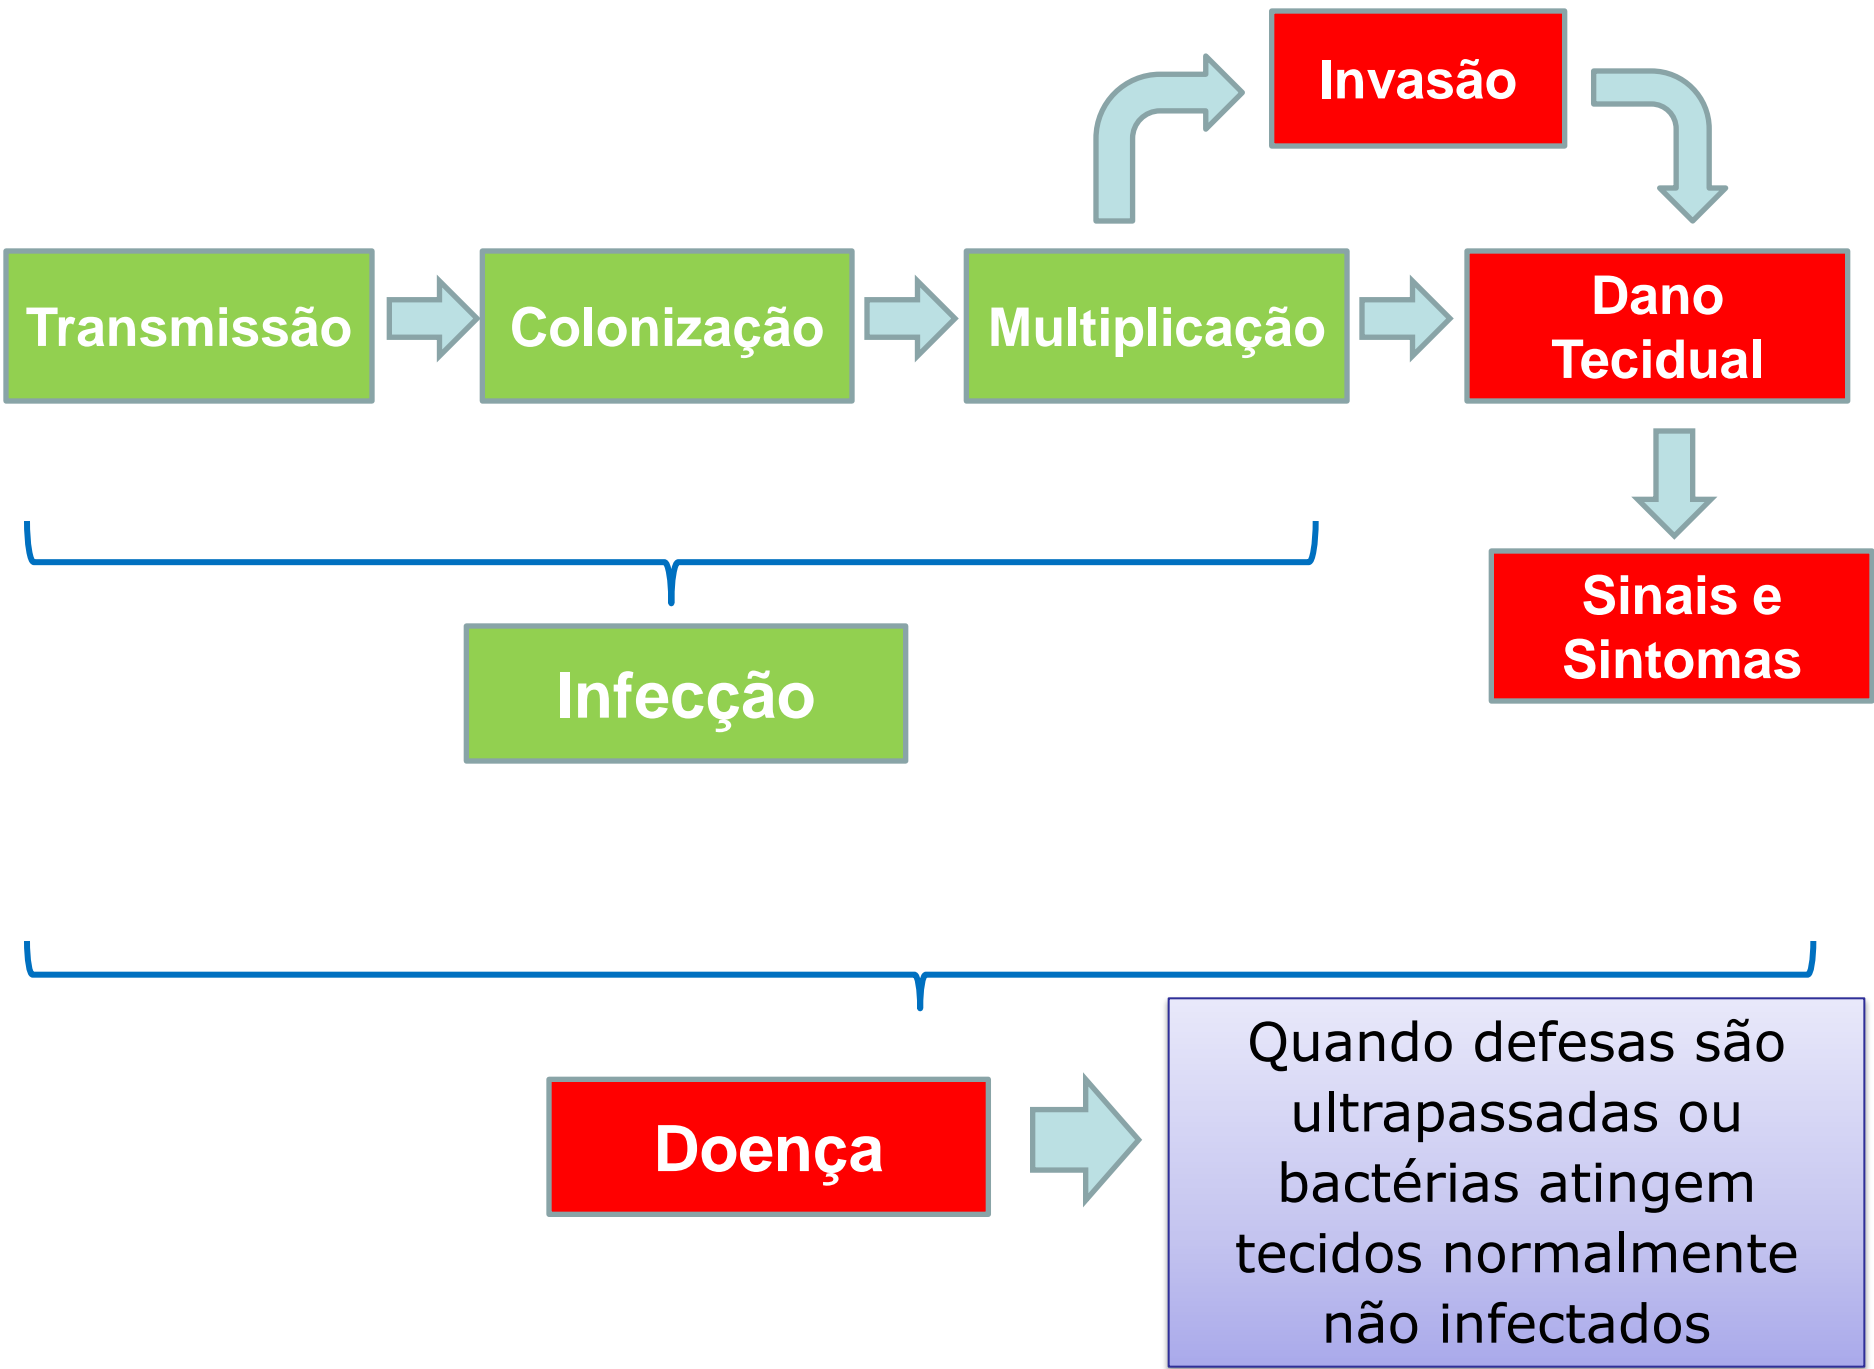 Invasão
Transmissão
Colonização
Multiplicação
Dano
Tecidual
Sinais e
Sintomas
Infecção
Doença
Quando defesas são
ultrapassadas ou
bactérias atingem
tecidos normalmente
não infectados